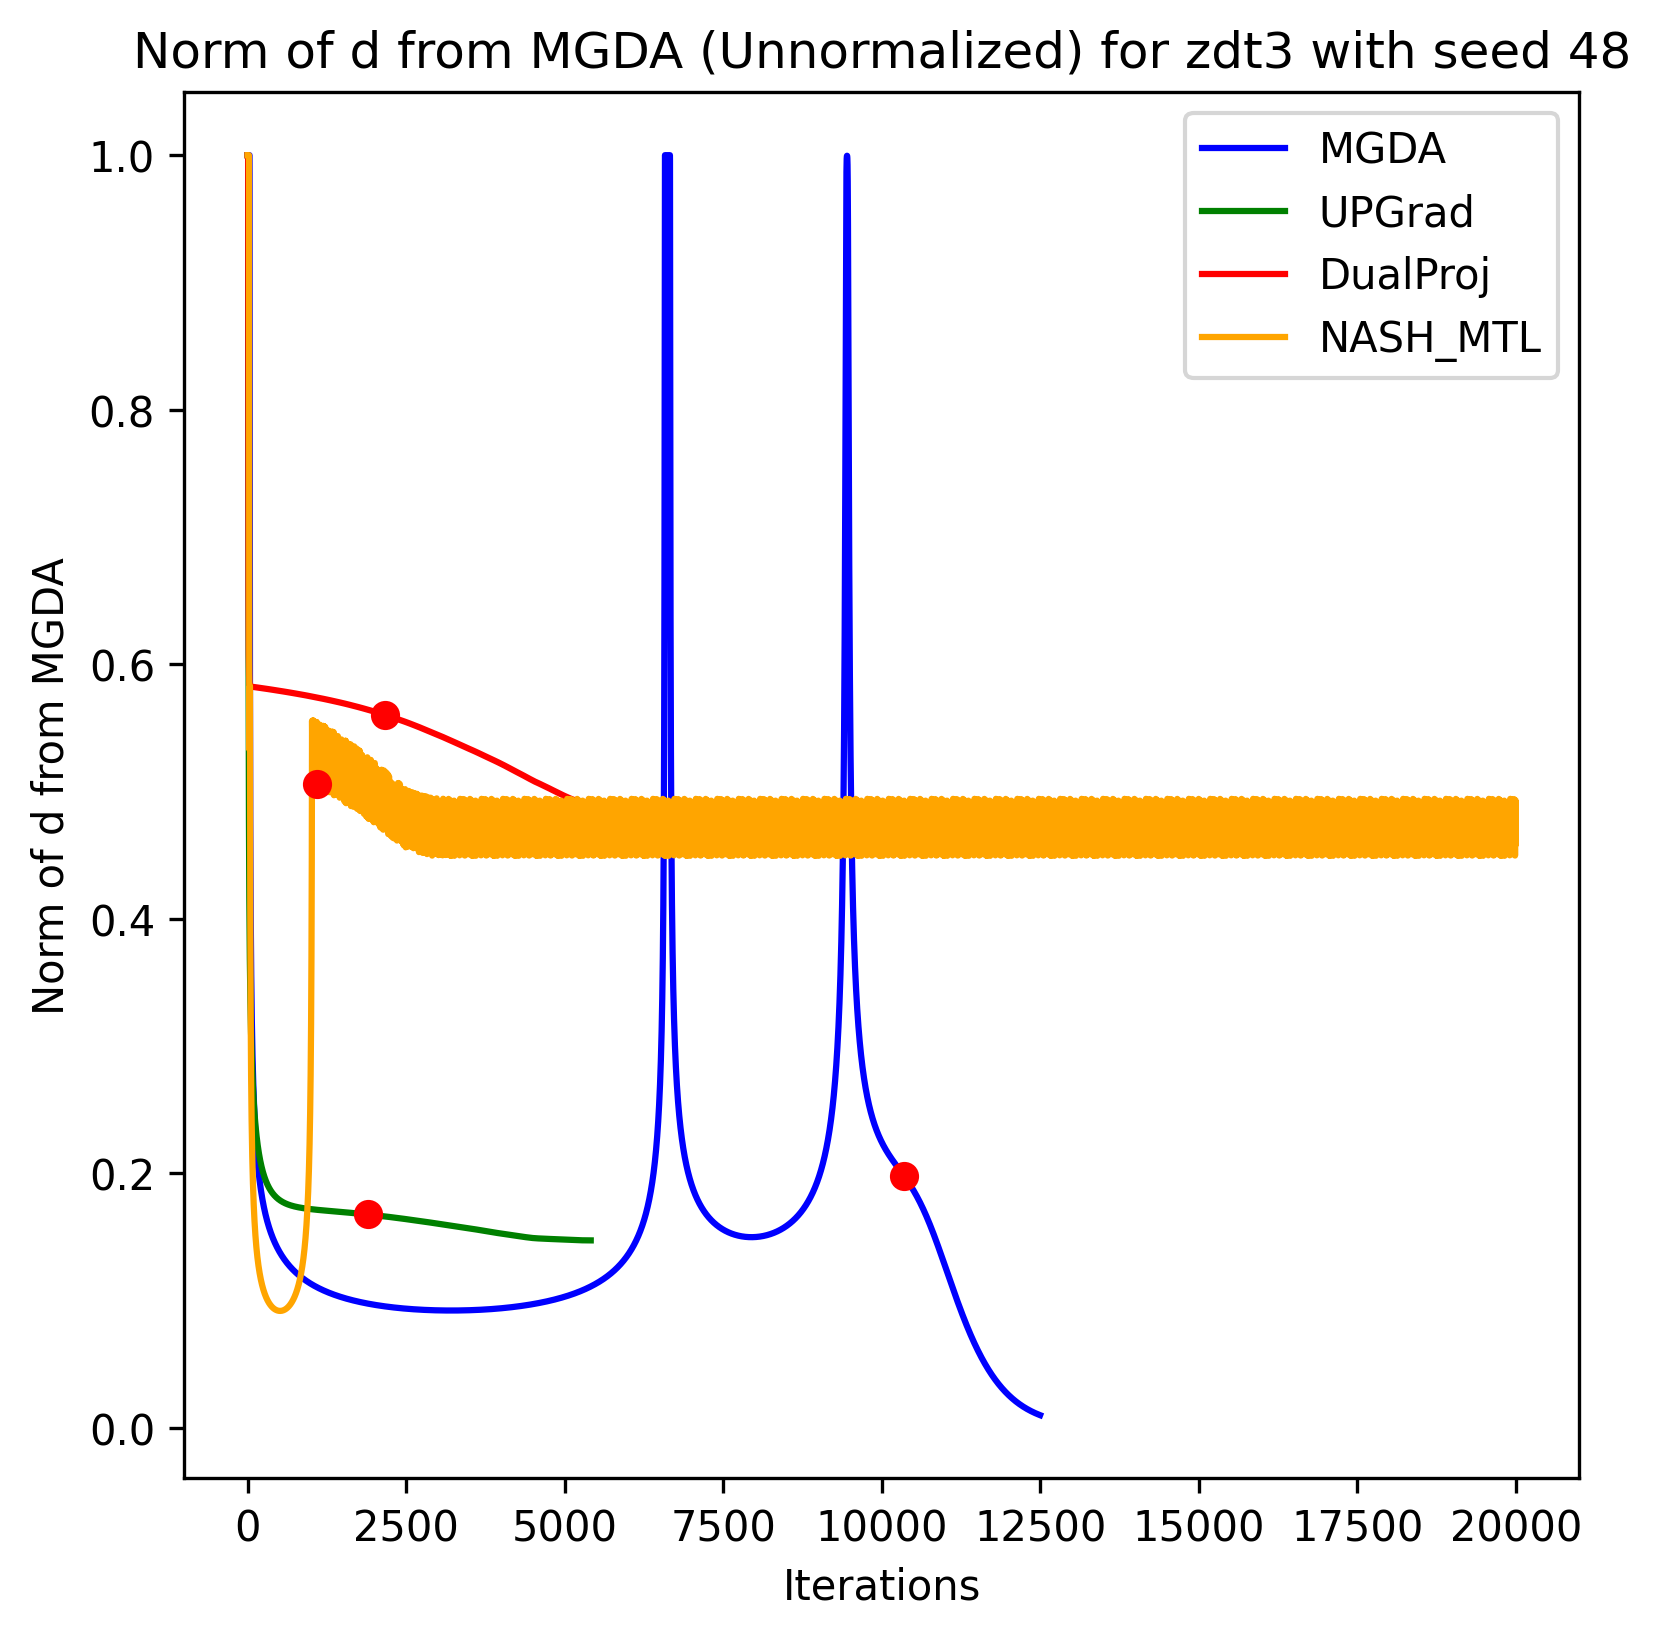 Norm of d from MGDA (Unnormalized) for zdt3 with seed 48
MGDA
UPGrad
DualProj
NASH_MTL
Norm of d from MGDA
1.0
0.8
0.6
0.4
0.2
0.0
0 2500 5000 7500 10000 12500 15000 17500 20000
Iterations